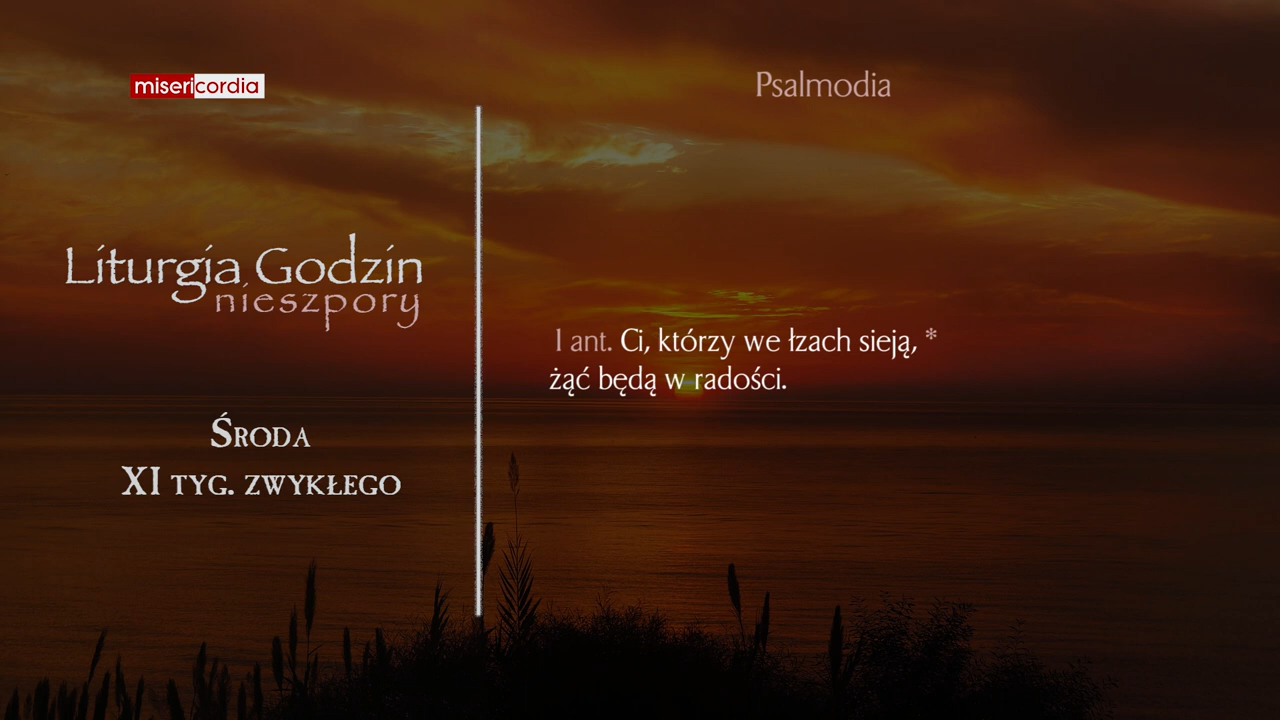 misericordia
Psalmodia
Liturgia Godzin
nieszpory
I ant. Ci, którzy we łzach sieją, *
żąć będą w radości.
Środa
XI tyg. zwykłego